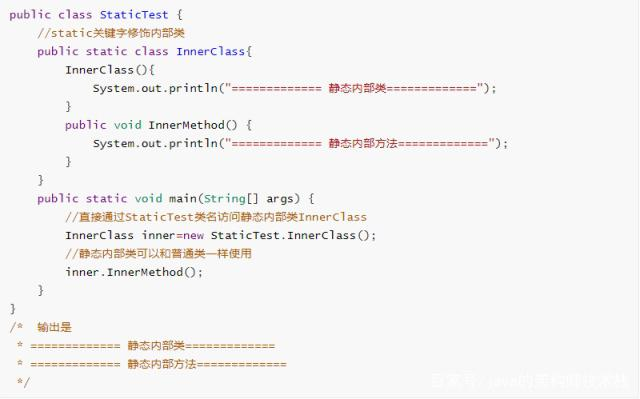 public class StaticTest {
    //static关键字修饰内部类
    public static class InnerClass{
        InnerClass(){
            System.out.println("============= 静态内部类=============");
        }
        public void InnerMethod() {
            System.out.println("============= 静态内部方法=============");
        }
    }
    public static void main(String[] args) {
        //直接通过StaticTest类名访问静态内部类InnerClass
        InnerClass inner=new StaticTest.InnerClass();
        //静态内部类可以和普通类一样使用
        inner.InnerMethod();
    }
}
/*  输出是
 * ============= 静态内部类=============
 * ============= 静态内部方法=============
 */
百家号/java的架构师技术栈